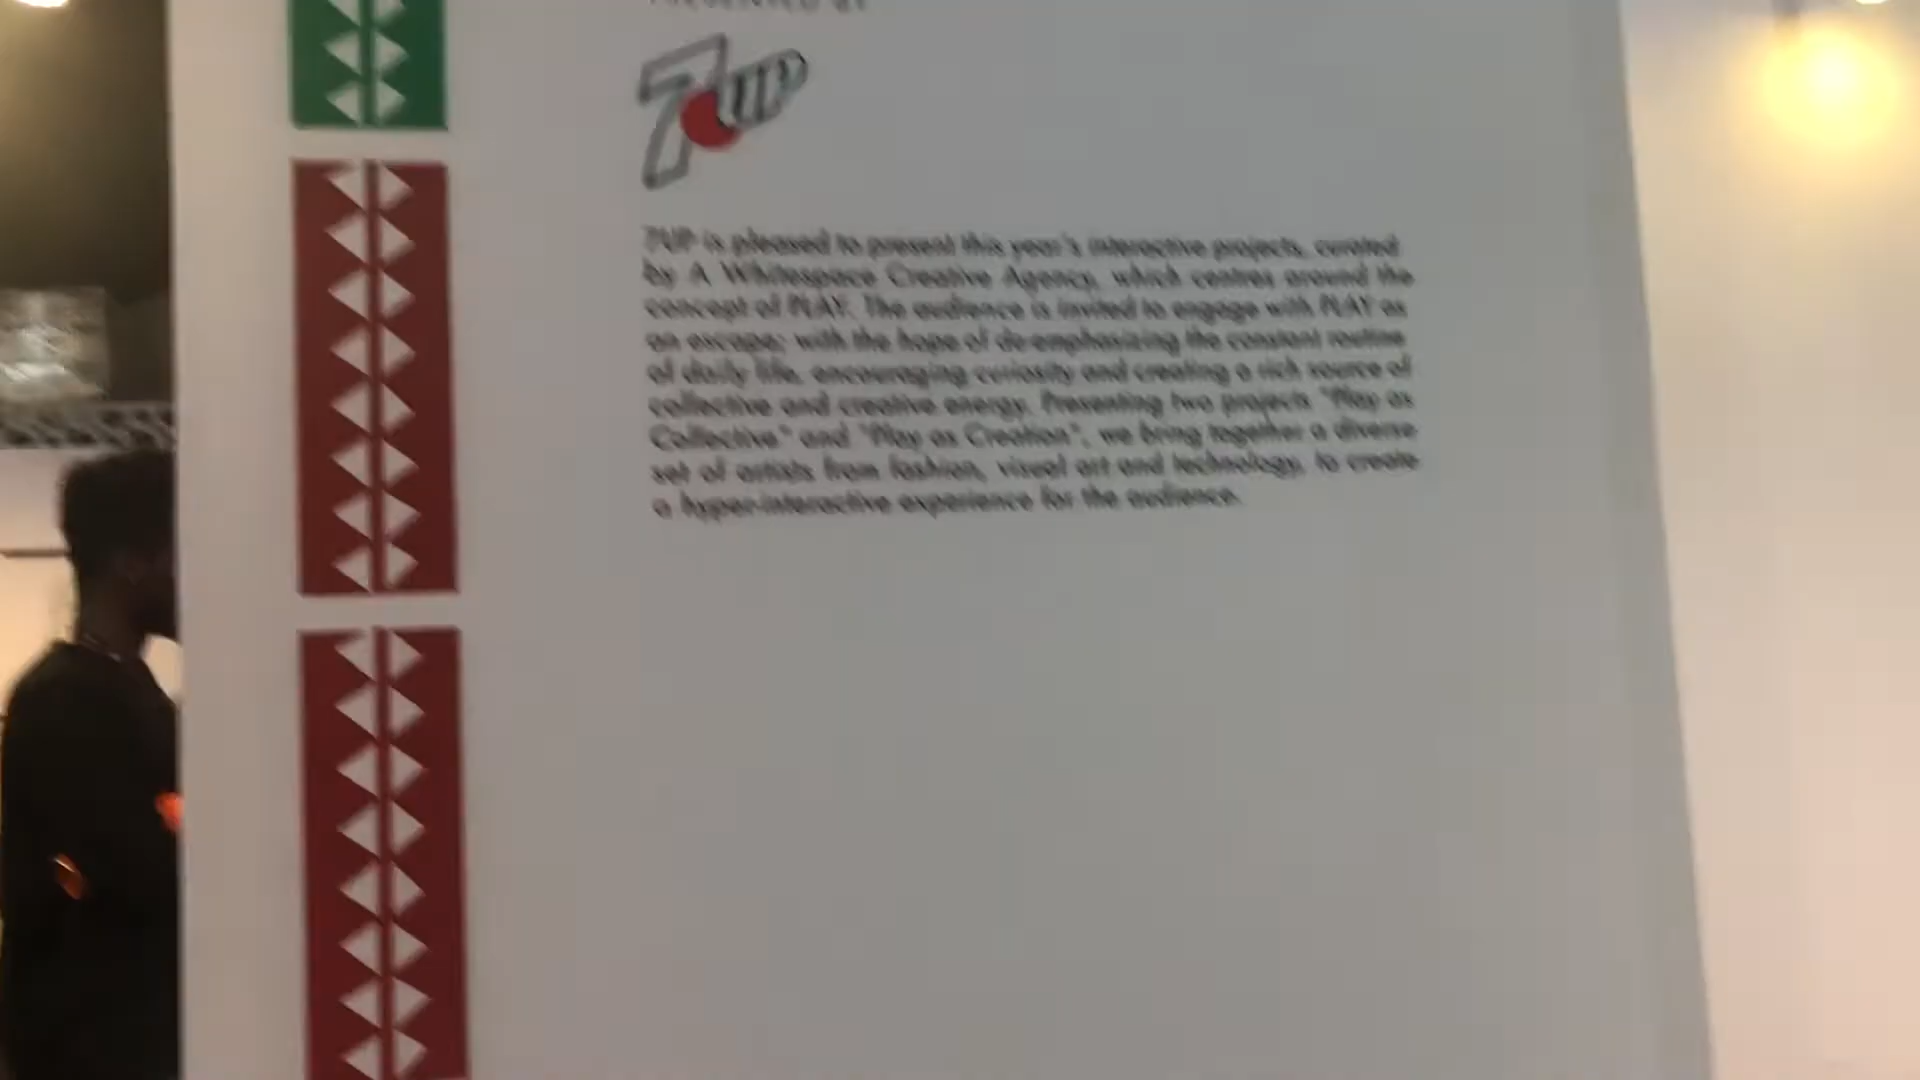 PRESENTED BY
7UP
7UP is pleased to present this year's interactive projects, curated
by A Whitespace Creative Agency, which centres around the
concept of PLAY. The audience is invited to engage with PLAY as
an escape; with the hope of de-emphasizing the constant routine
of daily life, encouraging curiosity and creating a rich source of
collective and creative energy. Presenting two projects "Play as
Collective" and "Play as Creation", we bring together a diverse
set of artists from fashion, visual art and technology, to create
a hyper-interactive experience for the audience.